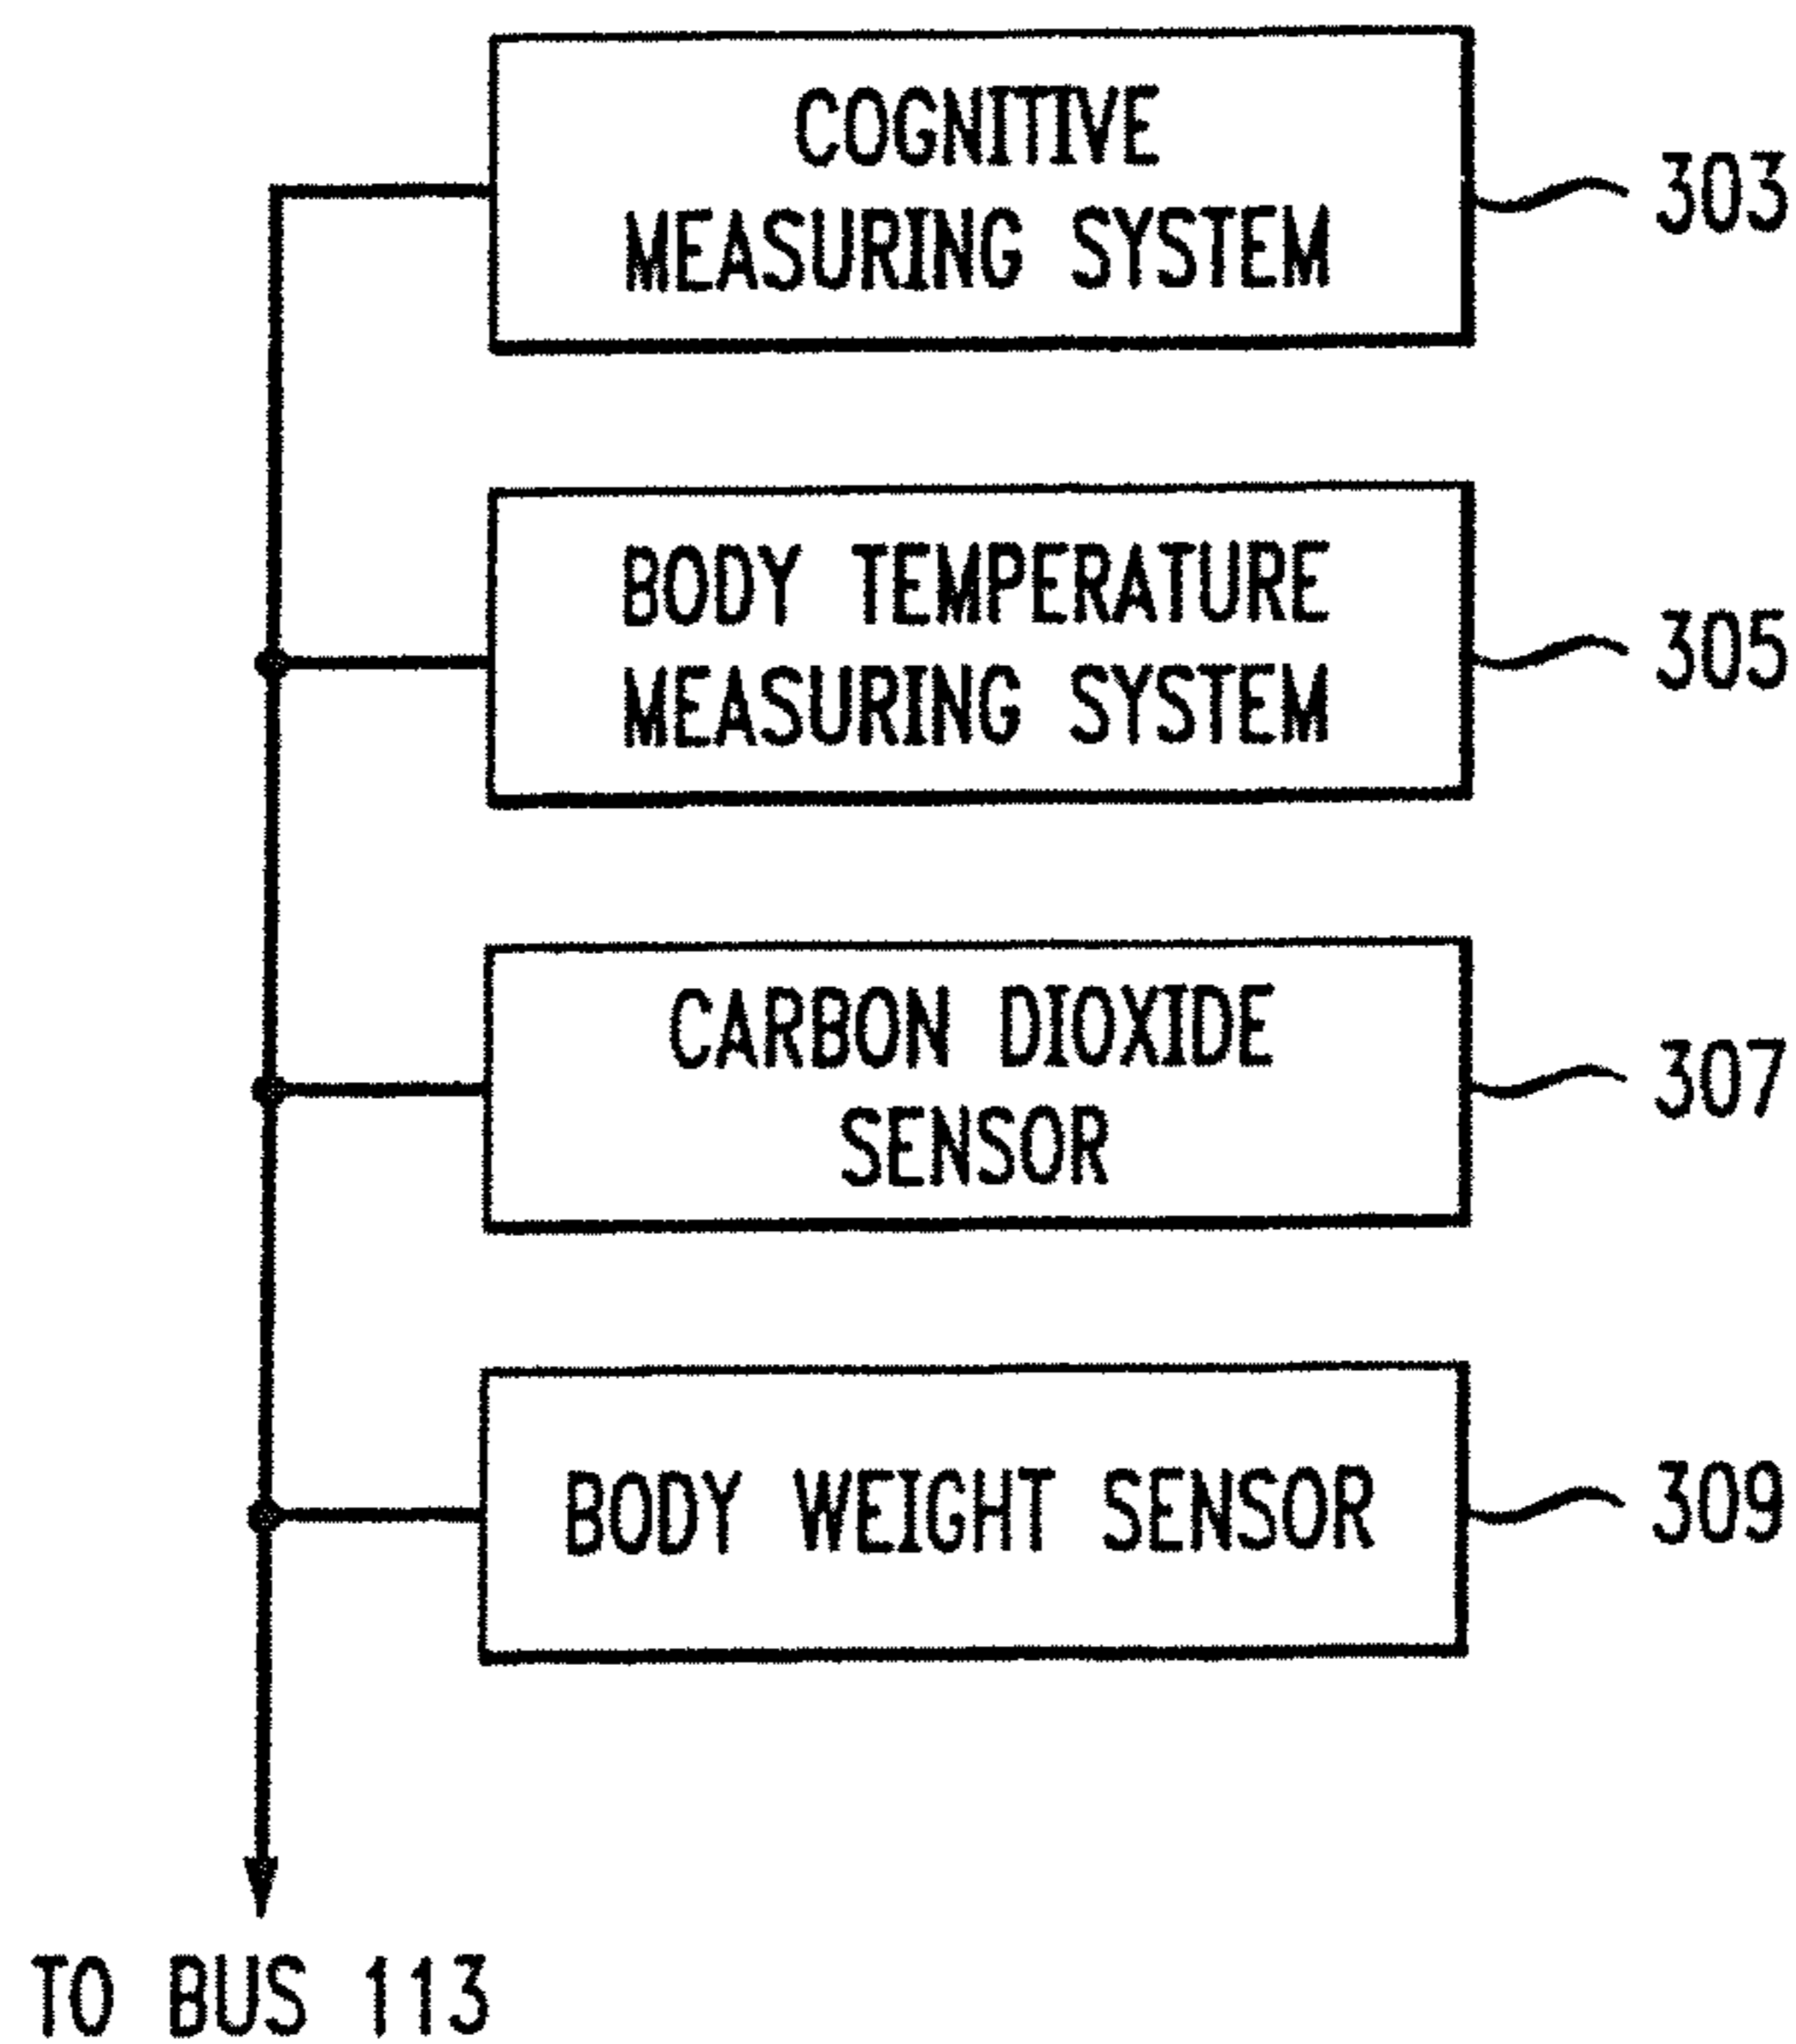 COGNITIVE
MEASURING SYSTEM
303
BODY TEMPERATURE
MEASURING SYSTEM
305
CARBON DIOXIDE
SENSOR
307
BODY WEIGHT SENSOR
309
TO BUS 113